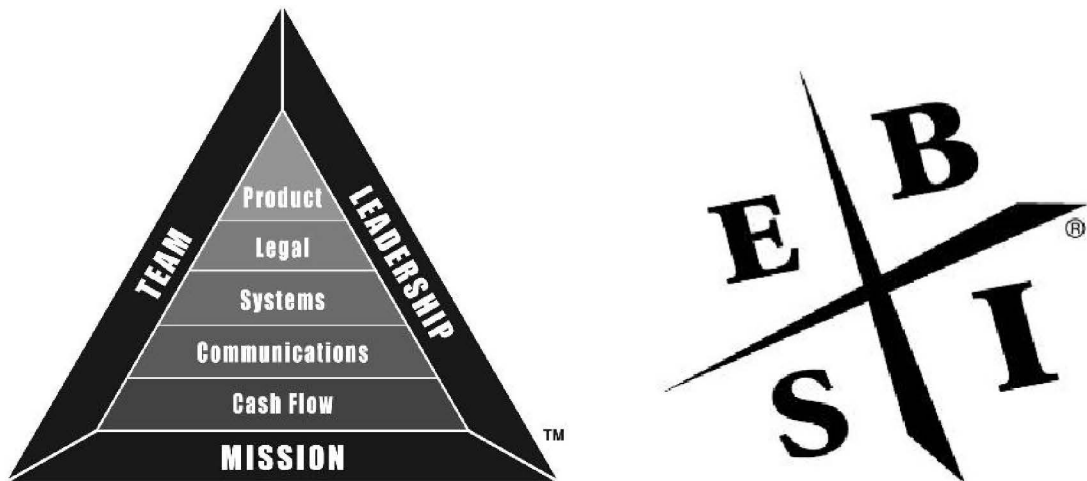 TEAM
LEADERSHIP
Product
Legal
Systems
Communications
Cash Flow
MISSION
TM
E B
S I
®